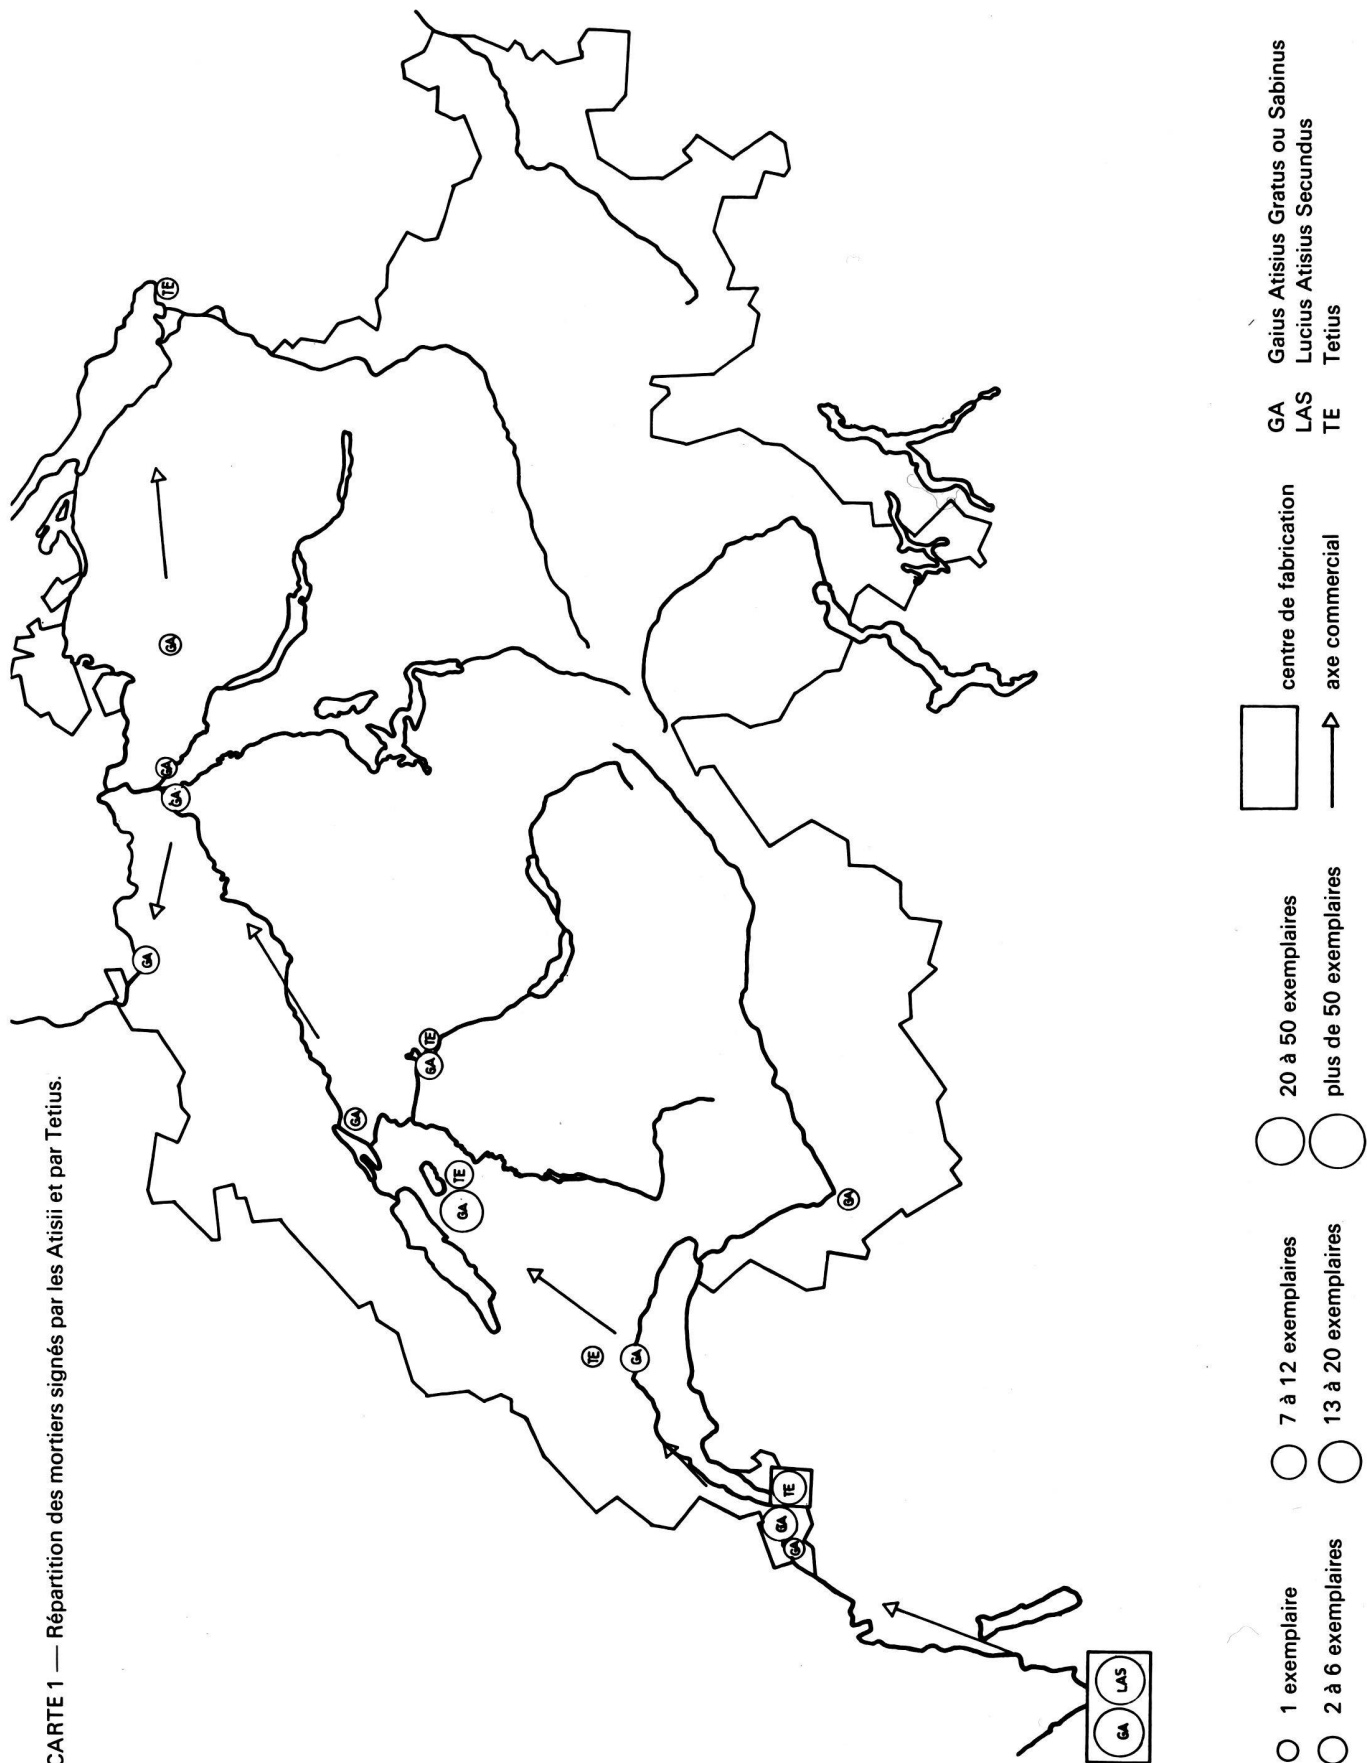 CARTE 1 — Répartition des mortiers signés par les Atisii et par Tetius.
TE
GA
GA
GA
GA
TE
GA
GA
TE
GA
GA
TE
GA
TE
GA
GA
LAS
GA
1 exemplaire
2 à 6 exemplaires
7 à 12 exemplaires
13 à 20 exemplaires
20 à 50 exemplaires
plus de 50 exemplaires
centre de fabrication
axe commercial
GA Gaius Atisius Gratus ou Sabinus
LAS Lucius Atisius Secundus
TE Tetius